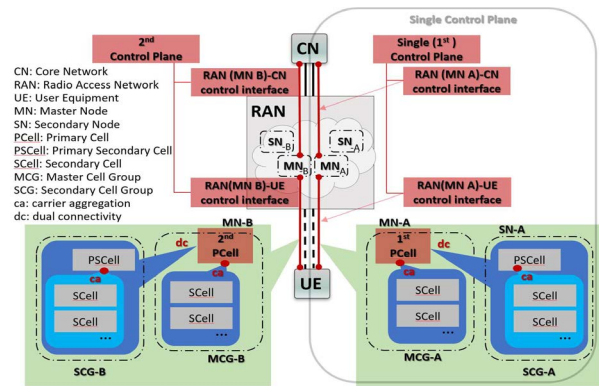 Single Control Plane
2nd
Control Plane
CN
Single (1st)
Control Plane
CN: Core Network
RAN: Radio Access Network
UE: User Equipment
MN: Master Node
SN: Secondary Node
PCell: Primary Cell
PSCell: Primary Secondary Cell
SCell: Secondary Cell
MCG: Master Cell Group
SCG: Secondary Cell Group
ca: carrier aggregation
dc: dual connectivity
RAN (MN B)-CN
control interface
RAN (MN A)-CN
control interface
RAN
SN_B
SN_A
MN_B
MN_A
RAN(MN B)-UE
control interface
RAN(MN A)-UE
control interface
MN-B
dc
2nd
PCell
PSCell
ca
ca
SCell
SCell
...
SCell
SCell
...
SCG-B
MCG-B
UE
MN-A
SN-A
1st
PCell
dc
PSCell
ca
ca
SCell
SCell
...
SCell
SCell
...
MCG-A
SCG-A